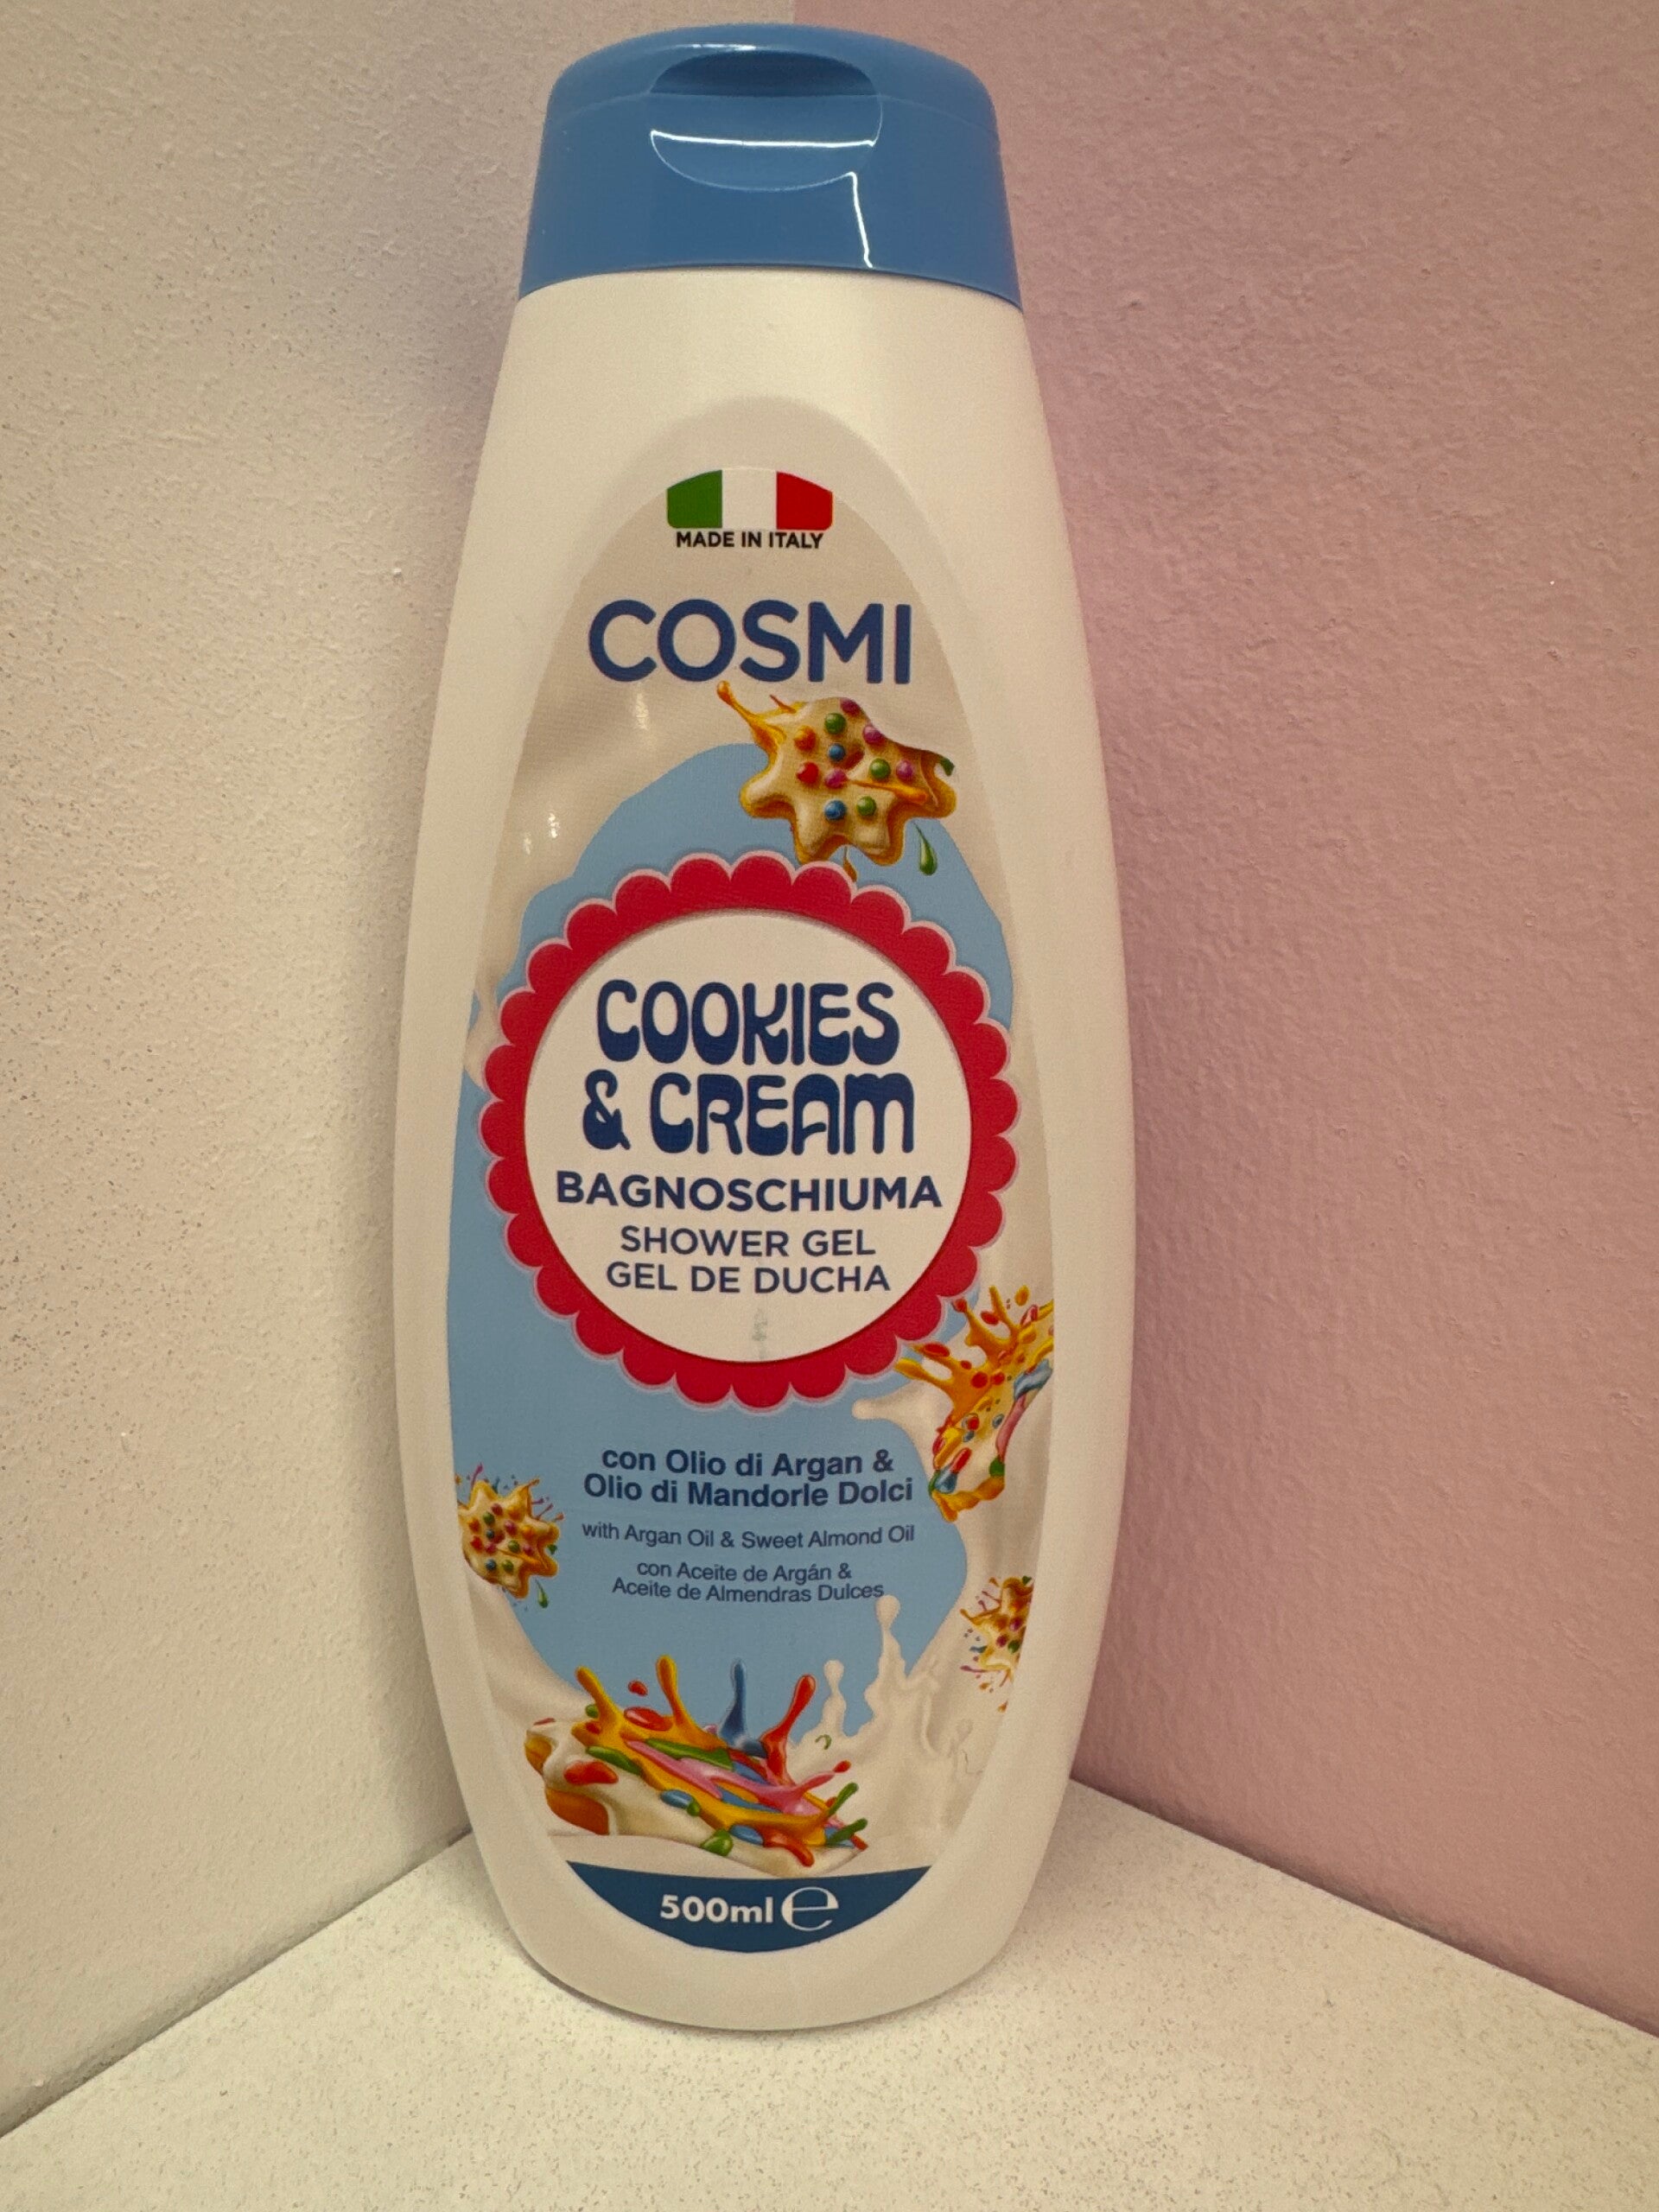 MADE IN ITALY
COSMI
COOKIES
& CREAM
BAGNOSCHIUMA
SHOWER GEL
GEL DE DUCHA
con Olio di Argan &
Olio di Mandorle Dolci
with Argan Oil & Sweet Almond Oil
con Aceite de Argán &
Aceite de Almendras Dulces
500ml ℮